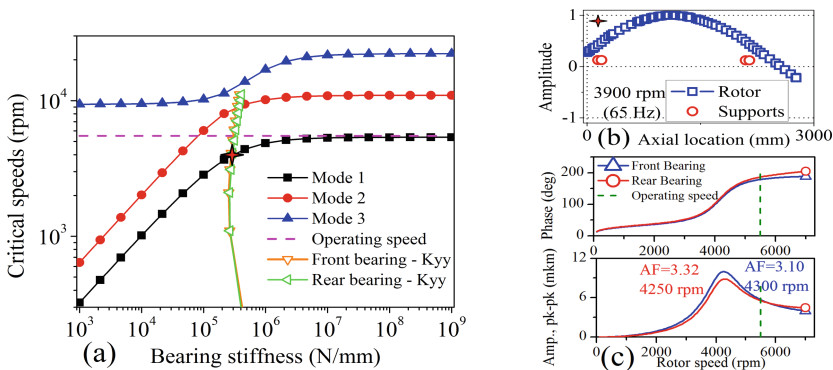 Critical speeds (rpm)
10^4
10^3
10^3 10^4 10^5 10^6 10^7 10^8 10^9
Bearing stiffness (N/mm)
Mode 1
Mode 2
Mode 3
Operating speed
Front bearing - Kyy
Rear bearing - Kyy
(a)
Amplitude
1
0
-1
3900 rpm
(65 Hz)
Rotor
Supports
0 3000
(b) Axial location (mm)
Phase (deg)
200
100
0
Front Bearing
Rear Bearing
Operating speed
2000 4000 6000
Amp., pk-pk (mkm)
12
6
0
AF=3.32 AF=3.10
4250 rpm 4300 rpm
2000 4000 6000
Rotor speed (rpm)
(c)